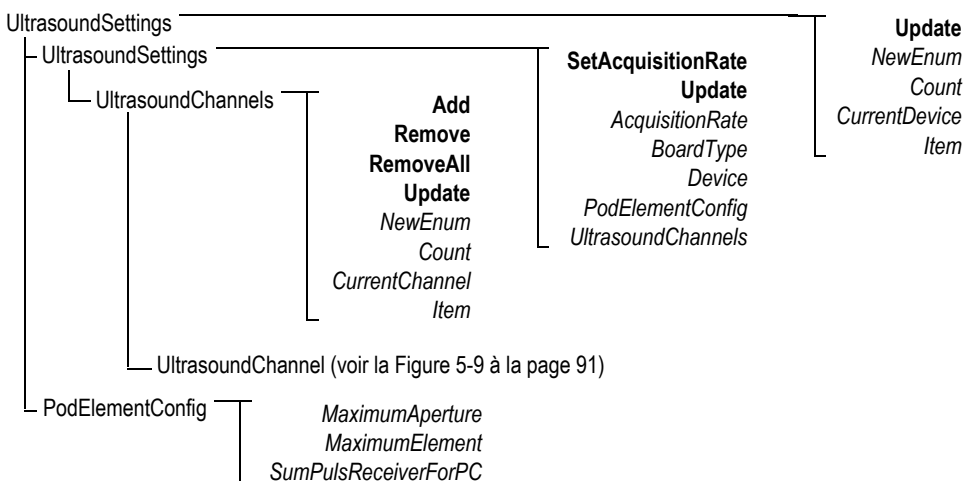 UltrasoundSettings
Update
NewEnum
Count
CurrentDevice
Item
UltrasoundSettings
SetAcquisitionRate
Update
AcquisitionRate
BoardType
Device
PodElementConfig
UltrasoundChannels
UltrasoundChannels
Add
Remove
RemoveAll
Update
NewEnum
Count
CurrentChannel
Item
UltrasoundChannel (voir la Figure 5-9 à la page 91)
PodElementConfig
MaximumAperture
MaximumElement
SumPulsReceiverForPC